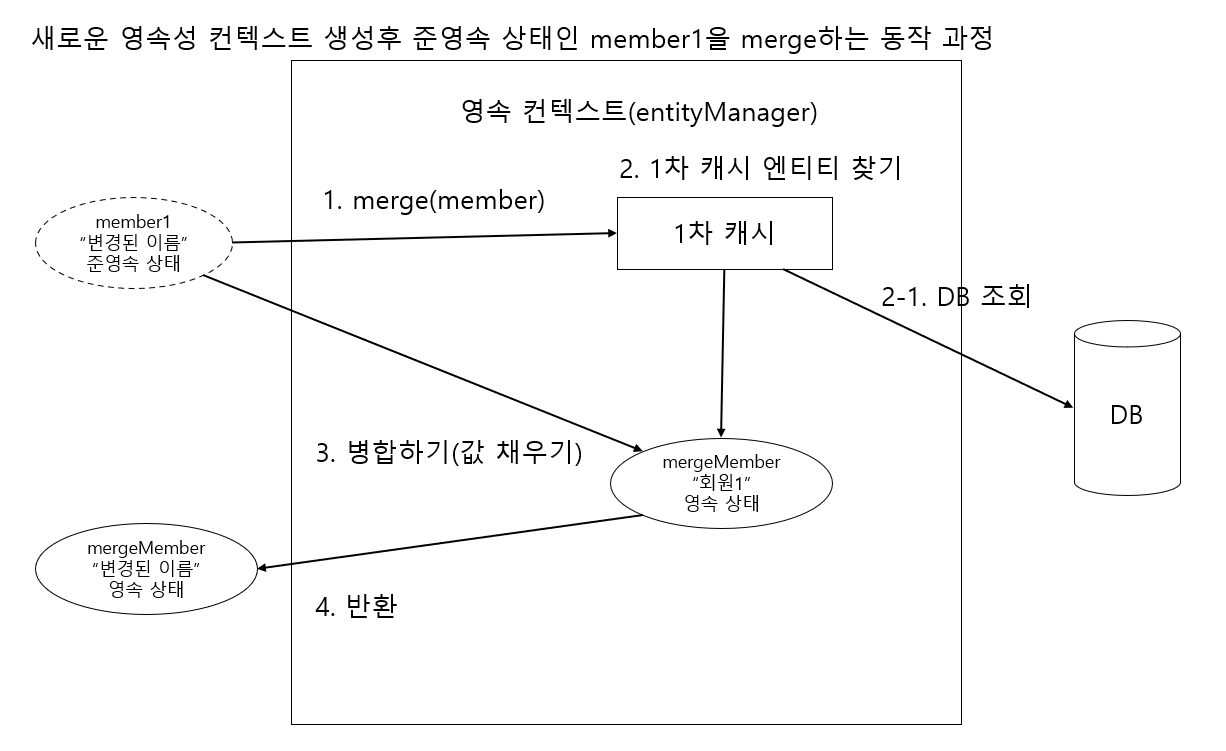 새로운 영속성 컨텍스트 생성후 준영속 상태인 member1을 merge하는 동작 과정
영속 컨텍스트(entityManager)
2. 1차 캐시 엔티티 찾기
1. merge(member)
member1
“변경된 이름”
준영속 상태
1차 캐시
2-1. DB 조회
DB
3. 병합하기(값 채우기)
mergeMember
“회원1”
영속 상태
mergeMember
“변경된 이름”
영속 상태
4. 반환